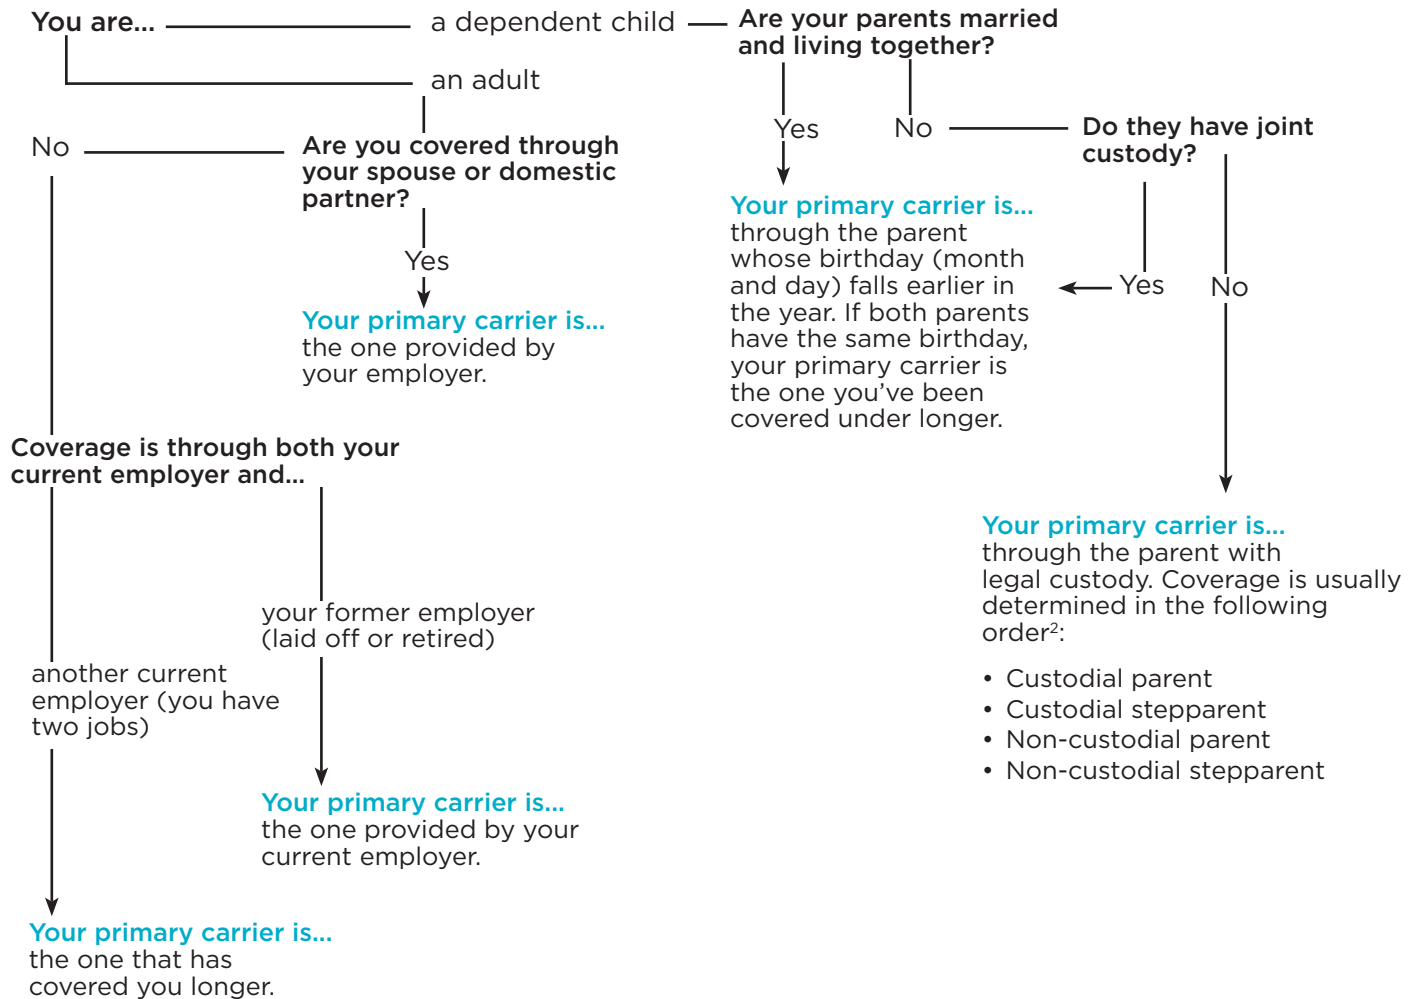 You are...
a dependent child
Are your parents married
and living together?
an adult
Yes
No
Do they have joint
custody?
No
Are you covered through
your spouse or domestic
partner?
Yes
Your primary carrier is...
the one provided by
your employer.
Your primary carrier is...
through the parent
whose birthday (month
and day) falls earlier in
the year. If both parents
have the same birthday,
your primary carrier is
the one you’ve been
covered under longer.
Yes
No
Coverage is through both your
current employer and...
your former employer
(laid off or retired)
another current
employer (you have
two jobs)
Your primary carrier is...
the one provided by your
current employer.
Your primary carrier is...
the one that has
covered you longer.
Your primary carrier is...
through the parent with
legal custody. Coverage is usually
determined in the following
order²:
• Custodial parent
• Custodial stepparent
• Non-custodial parent
• Non-custodial stepparent